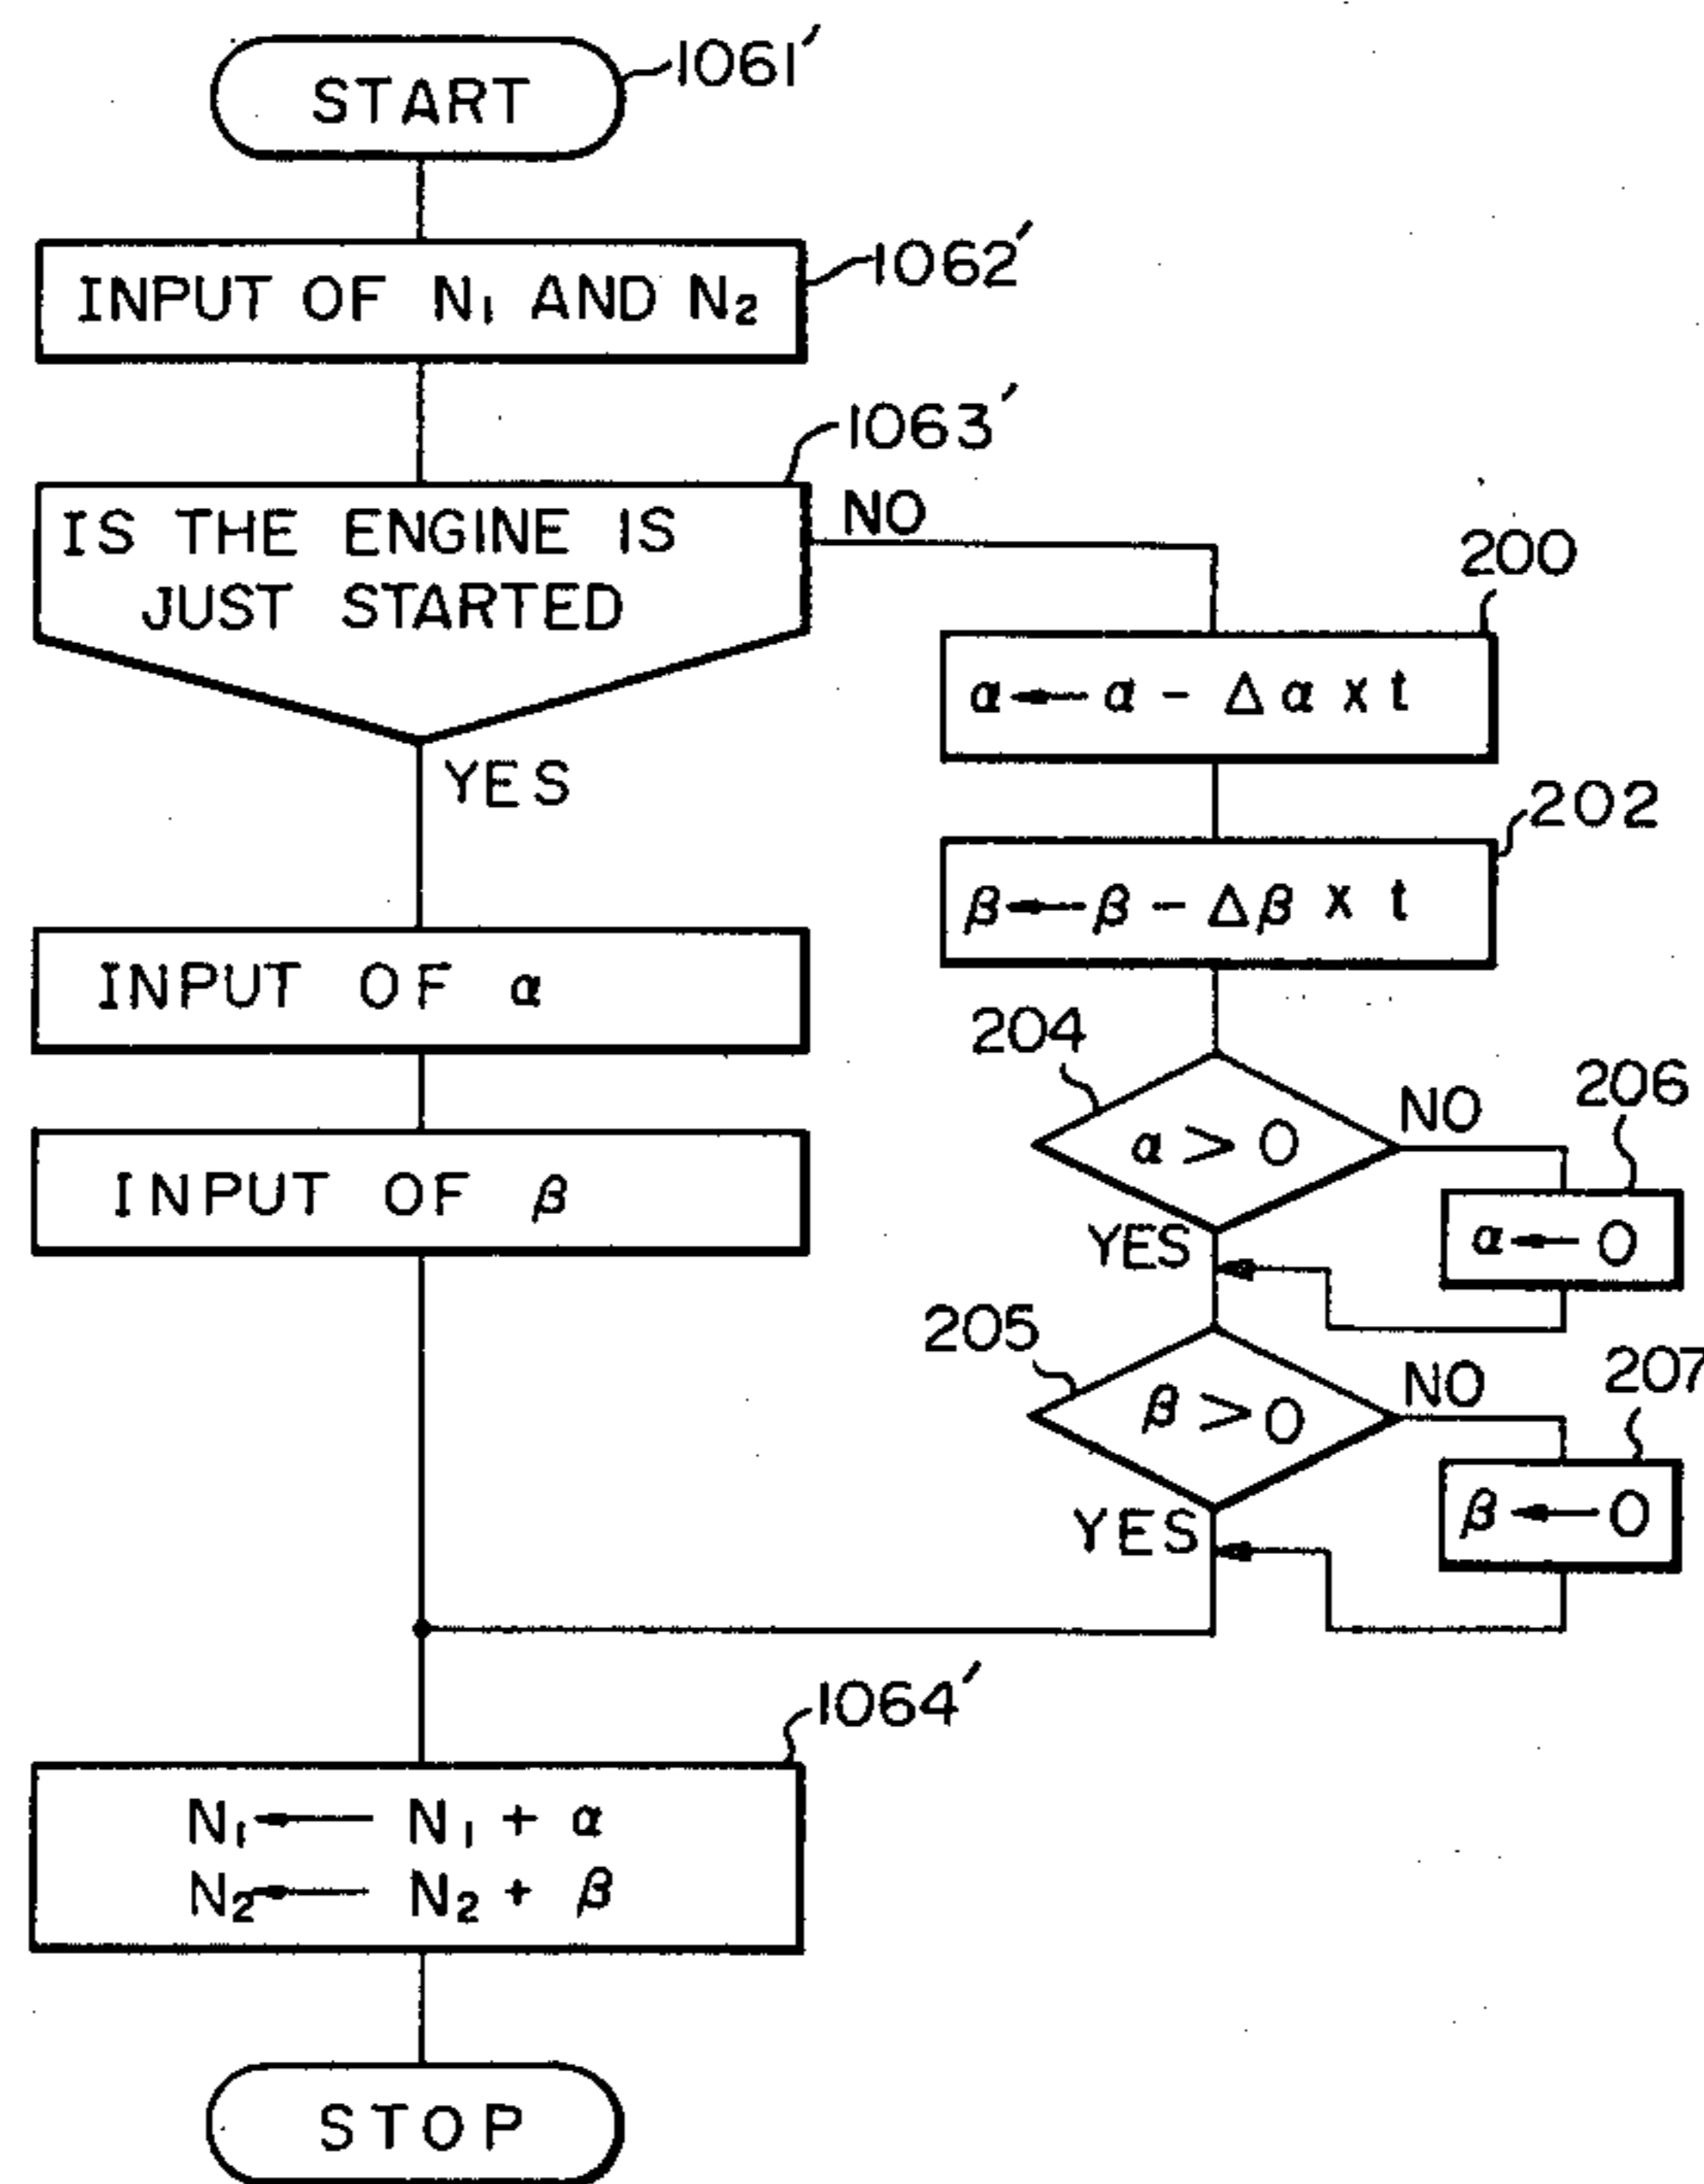 START
1061'
INPUT OF N₁ AND N₂
1062'
1063'
IS THE ENGINE IS
JUST STARTED
NO
YES
200
α ← α - Δα x t
202
β ← β - Δβ x t
INPUT OF α
INPUT OF β
204
α > 0
NO
206
α ← 0
YES
205
β > 0
NO
207
β ← 0
YES
1064'
N₁ ← N₁ + α
N₂ ← N₂ + β
STOP